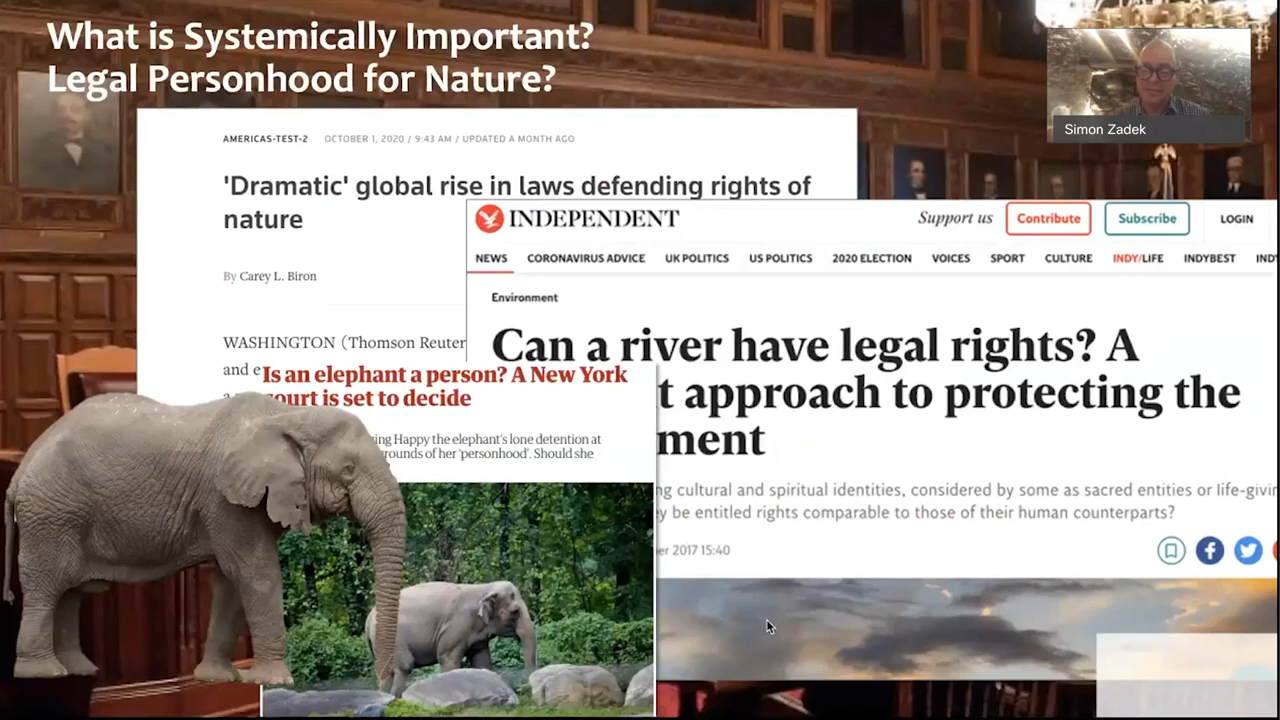 What is Systemically Important?
Legal Personhood for Nature?
Simon Zadek
AMERICAS-TEST-2 OCTOBER 1, 2020 / 9:43 AM / UPDATED A MONTH AGO
'Dramatic' global rise in laws defending rights of
nature
By Carey L. Biron
WASHINGTON (Thomson Reuter
and e
INDEPENDENT
Support us Contribute Subscribe LOGIN
NEWS CORONAVIRUS ADVICE UK POLITICS US POLITICS 2020 ELECTION VOICES SPORT CULTURE INDY/LIFE INDYBEST IND
Environment
Can a river have legal rights? A
t approach to protecting the
ment
ng cultural and spiritual identities, considered by some as sacred entities or life-givin
y be entitled rights comparable to those of their human counterparts?
er 2017 15:40
Is an elephant a person? A New York
court is set to decide
ing Happy the elephant's lone detention at
grounds of her 'personhood'. Should she